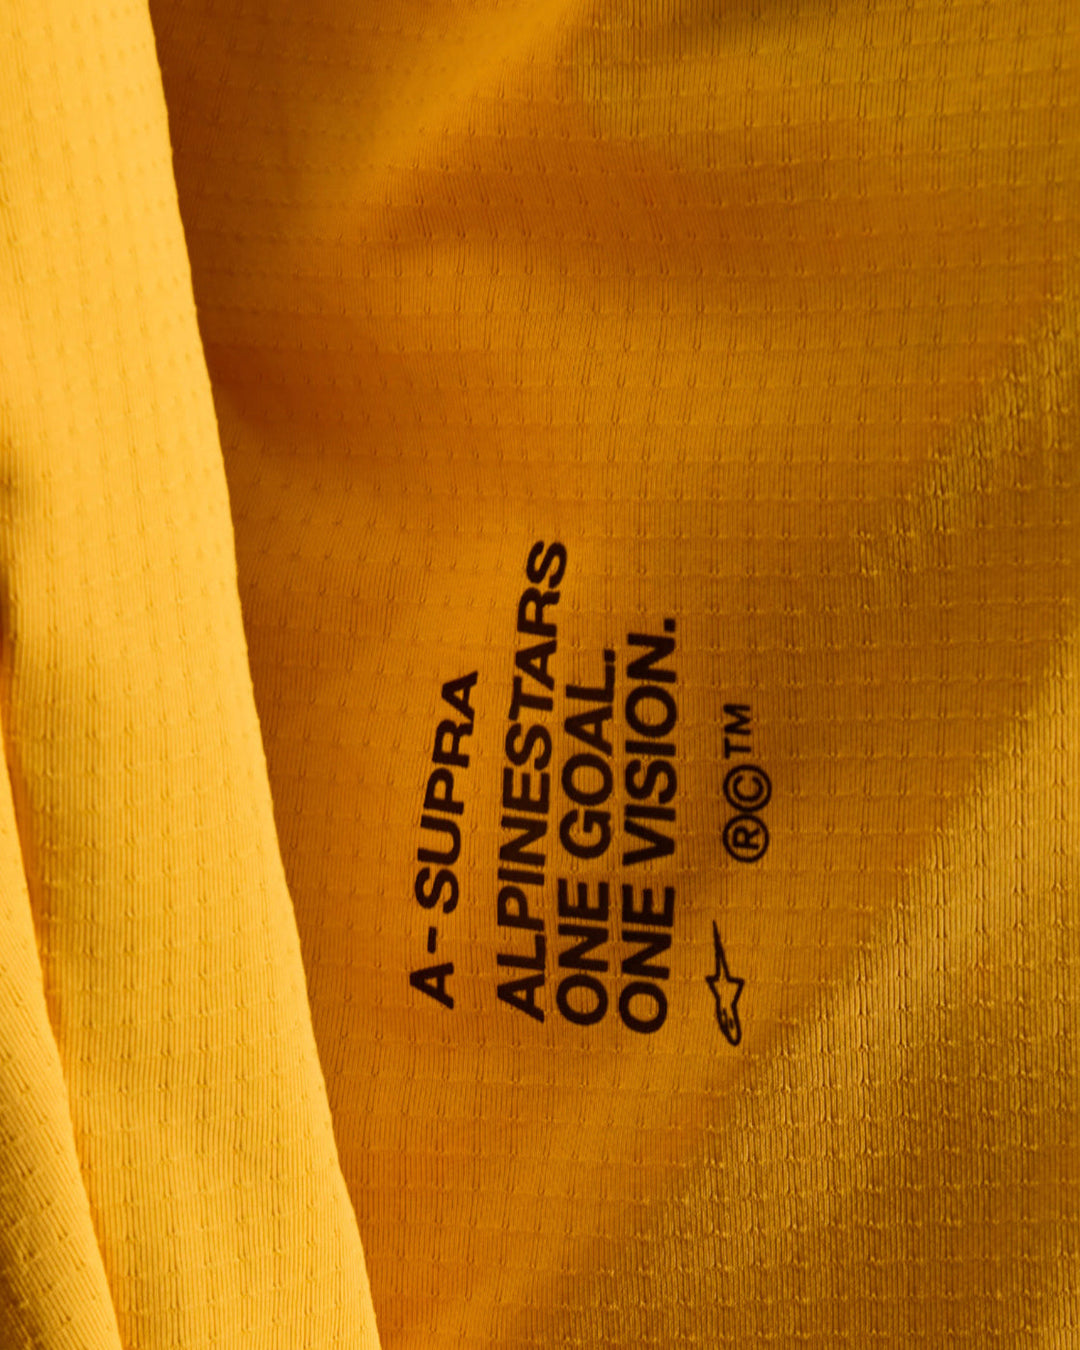 A-SUPRA
ALPINESTARS
ONE GOAL.
ONE VISION.
®©™